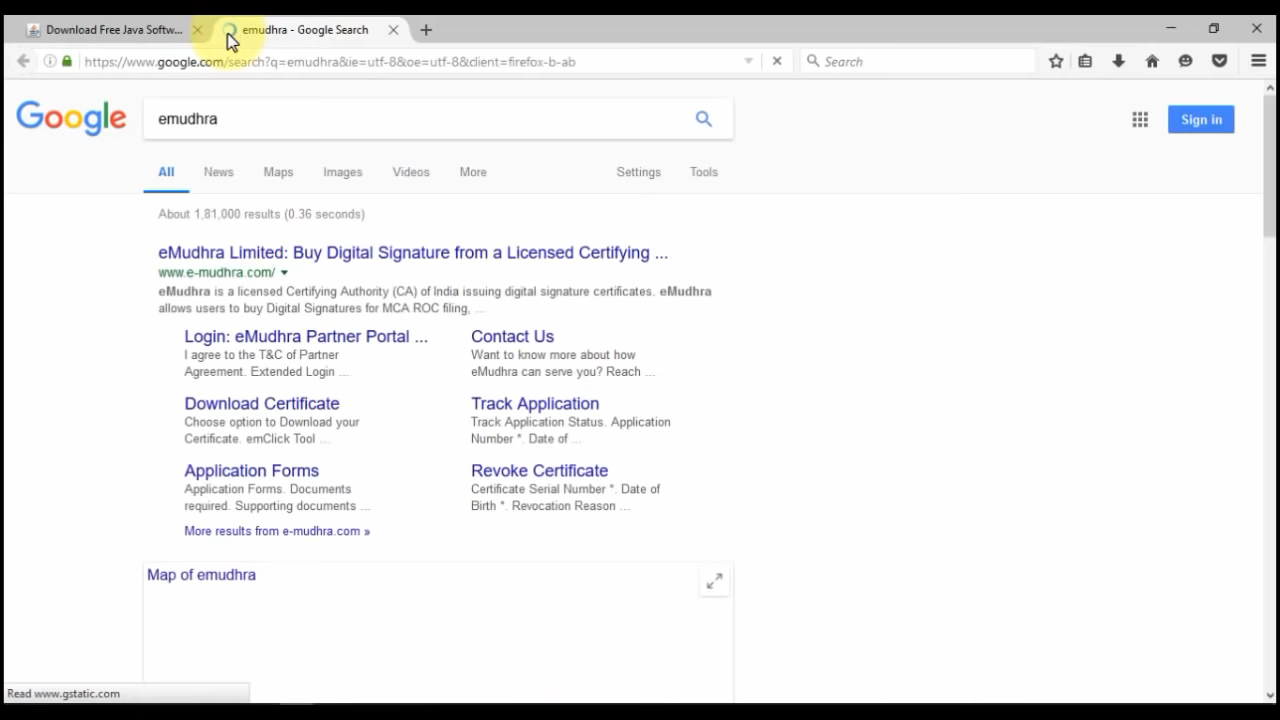 Download Free Java Softw...
emudhra - Google Search
https://www.google.com/search?q=emudhra&ie=utf-8&oe=utf-8&client=firefox-b-ab
Search
Google
emudhra
Sign in
All News Maps Images Videos More Settings Tools
About 1,81,000 results (0.36 seconds)
eMudhra Limited: Buy Digital Signature from a Licensed Certifying ...
www.e-mudhra.com/
eMudhra is a licensed Certifying Authority (CA) of India issuing digital signature certificates. eMudhra
allows users to buy Digital Signatures for MCA ROC filing, ...
Login: eMudhra Partner Portal ...
I agree to the T&C of Partner
Agreement. Extended Login ...
Contact Us
Want to know more about how
eMudhra can serve you? Reach ...
Download Certificate
Choose option to Download your
Certificate. emClick Tool ...
Track Application
Track Application Status. Application
Number *. Date of ...
Application Forms
Application Forms. Documents
required. Supporting documents ...
Revoke Certificate
Certificate Serial Number *. Date of
Birth *. Revocation Reason ...
More results from e-mudhra.com »
Map of emudhra
Read www.gstatic.com